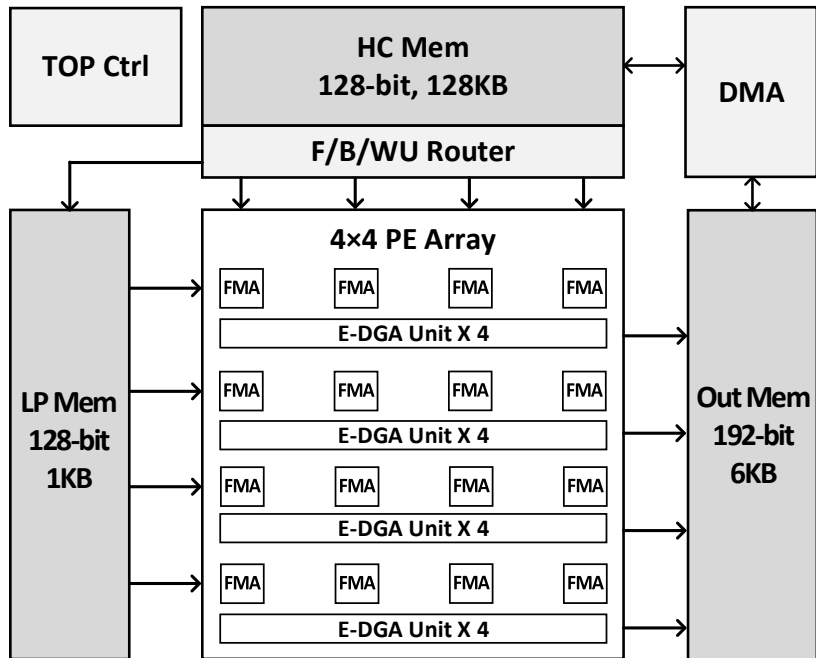 TOP Ctrl
HC Mem
128-bit, 128KB
DMA
F/B/WU Router
4×4 PE Array
FMA FMA FMA FMA
E-DGA Unit X 4
FMA FMA FMA FMA
E-DGA Unit X 4
FMA FMA FMA FMA
E-DGA Unit X 4
FMA FMA FMA FMA
E-DGA Unit X 4
LP Mem
128-bit
1KB
Out Mem
192-bit
6KB